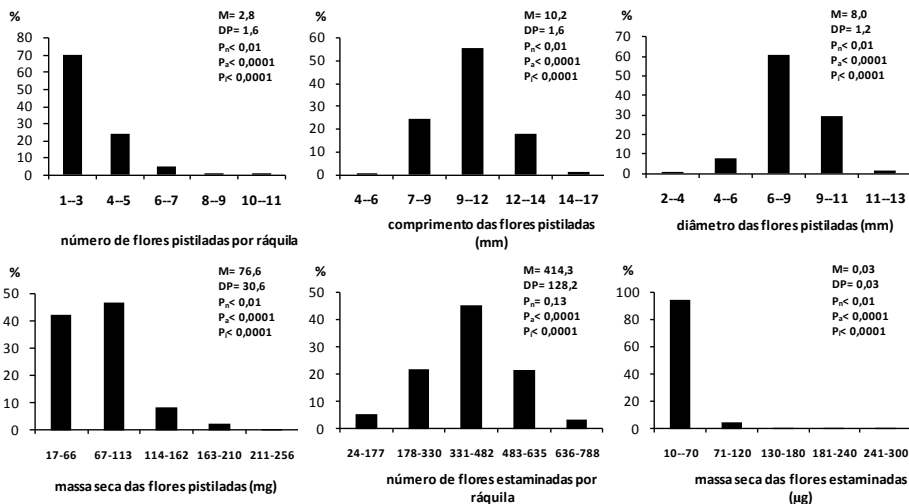 %
M= 2,8
DP= 1,6
Pn< 0,01
Pa< 0,0001
Pi< 0,0001
80
70
60
50
40
30
20
10
0
1--3 4--5 6--7 8--9 10--11
número de flores pistiladas por ráquila
%
M= 10,2
DP= 1,6
Pn< 0,01
Pa< 0,0001
Pi< 0,0001
60
50
40
30
20
10
0
4--6 7--9 9--12 12--14 14--17
comprimento das flores pistiladas
(mm)
%
M= 8,0
DP= 1,2
Pn< 0,01
Pa< 0,0001
Pi< 0,0001
70
60
50
40
30
20
10
0
2--4 4--6 6--9 9--11 11--13
diâmetro das flores pistiladas (mm)
%
M= 76,6
DP= 30,6
Pn< 0,01
Pa< 0,0001
Pi< 0,0001
50
40
30
20
10
0
17-66 67-113 114-162 163-210 211-256
massa seca das flores pistiladas (mg)
%
M= 414,3
DP= 128,2
Pn= 0,13
Pa< 0,0001
Pi< 0,0001
50
40
30
20
10
0
24-177 178-330 331-482 483-635 636-788
número de flores estaminadas por
ráquila
%
M= 0,03
DP= 0,03
Pn< 0,01
Pa< 0,0001
Pi< 0,0001
100
80
60
40
20
0
10--70 71-120 130-180 181-240 241-300
massa seca das flores estaminadas
(µg)